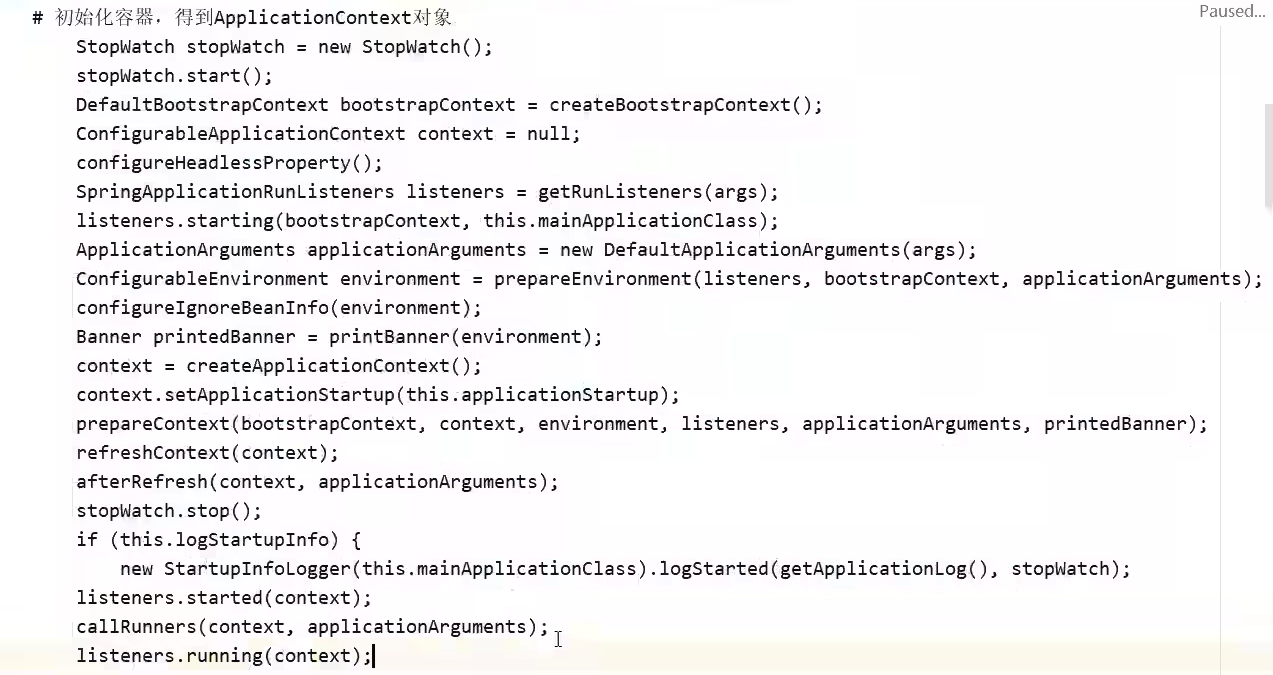 Paused...
# 初始化容器，得到ApplicationContext对象
StopWatch stopWatch = new StopWatch();
stopWatch.start();
DefaultBootstrapContext bootstrapContext = createBootstrapContext();
ConfigurableApplicationContext context = null;
configureHeadlessProperty();
SpringApplicationRunListeners listeners = getRunListeners(args);
listeners.starting(bootstrapContext, this.mainApplicationClass);
ApplicationArguments applicationArguments = new DefaultApplicationArguments(args);
ConfigurableEnvironment environment = prepareEnvironment(listeners, bootstrapContext, applicationArguments);
configureIgnoreBeanInfo(environment);
Banner printedBanner = printBanner(environment);
context = createApplicationContext();
context.setApplicationStartup(this.applicationStartup);
prepareContext(bootstrapContext, context, environment, listeners, applicationArguments, printedBanner);
refreshContext(context);
afterRefresh(context, applicationArguments);
stopWatch.stop();
if (this.logStartupInfo) {
    new StartupInfoLogger(this.mainApplicationClass).logStarted(getApplicationLog(), stopWatch);
listeners.started(context);
callRunners(context, applicationArguments);
listeners.running(context);